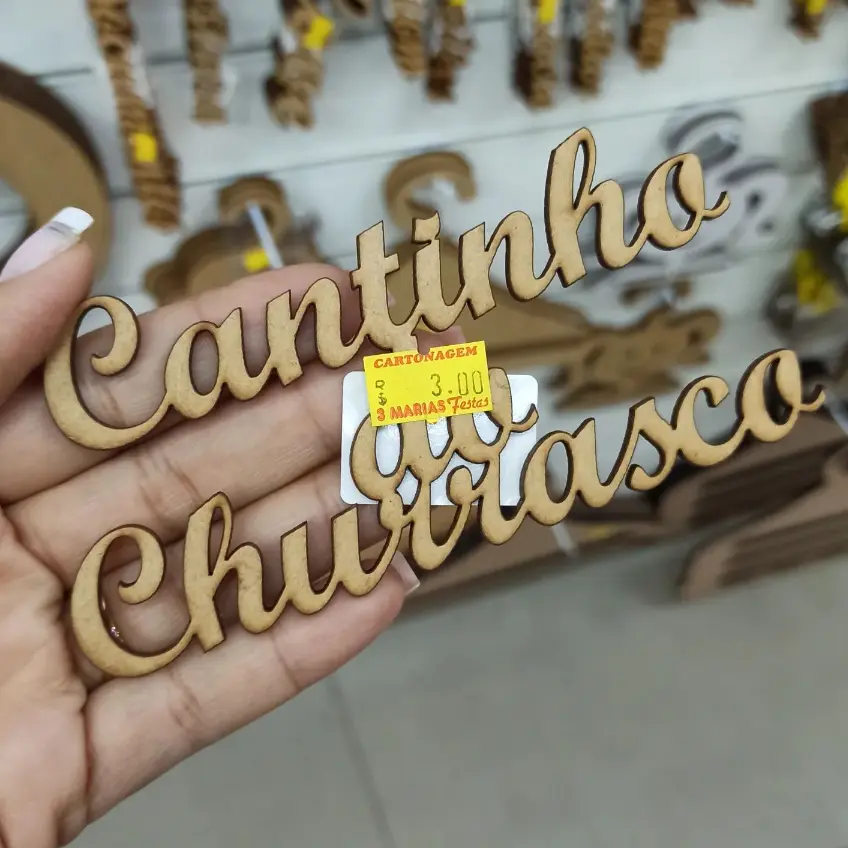 Cantinho
CARTONAGEM
R$ 3.00
3 MARIAS Festas
do
Churrasco